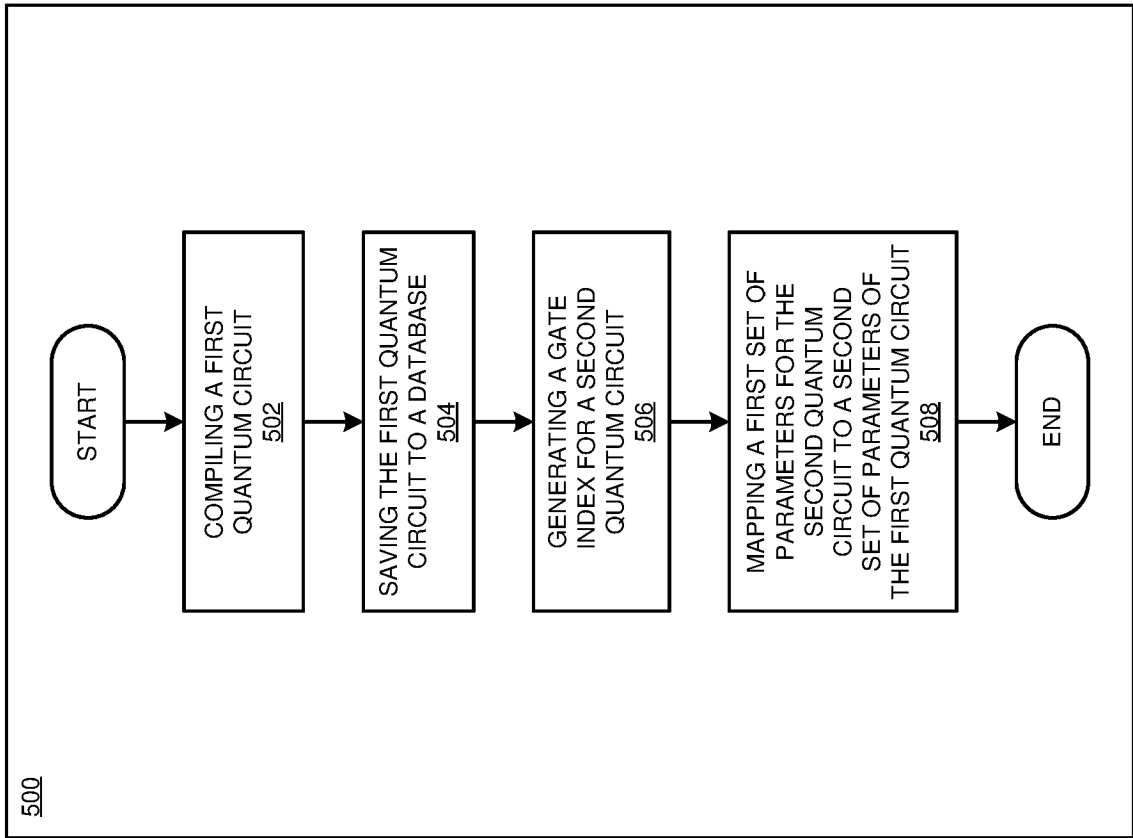 500
START
COMPILING A FIRST
QUANTUM CIRCUIT
502
SAVING THE FIRST QUANTUM
CIRCUIT TO A DATABASE
504
GENERATING A GATE
INDEX FOR A SECOND
QUANTUM CIRCUIT
506
MAPPING A FIRST SET OF
PARAMETERS FOR THE
SECOND QUANTUM
CIRCUIT TO A SECOND
SET OF PARAMETERS OF
THE FIRST QUANTUM CIRCUIT
508
END